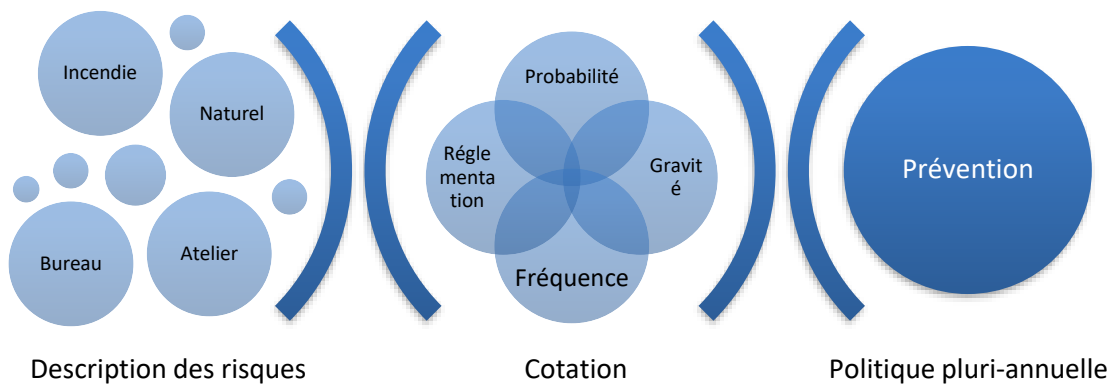 Incendie
Naturel
Bureau
Atelier
Probabilité
Régle
menta
tion
Gravit
é
Fréquence
Prévention
Description des risques
Cotation
Politique pluri-annuelle